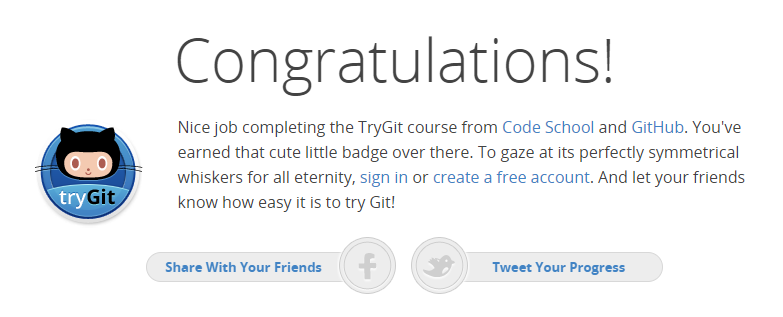 Congratulations!
Nice job completing the TryGit course from Code School and GitHub. You've
earned that cute little badge over there. To gaze at its perfectly symmetrical
whiskers for all eternity, sign in or create a free account. And let your friends
know how easy it is to try Git!
tryGit
Share With Your Friends
Tweet Your Progress